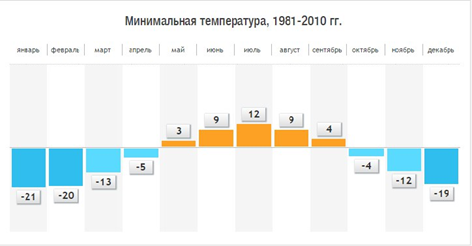 Минимальная температура, 1981-2010 гг.
январь февраль март апрель май июнь июль август сентябрь октябрь ноябрь декабрь
3 9 12 9 4
-21 -20 -13 -5 -4 -12 -19